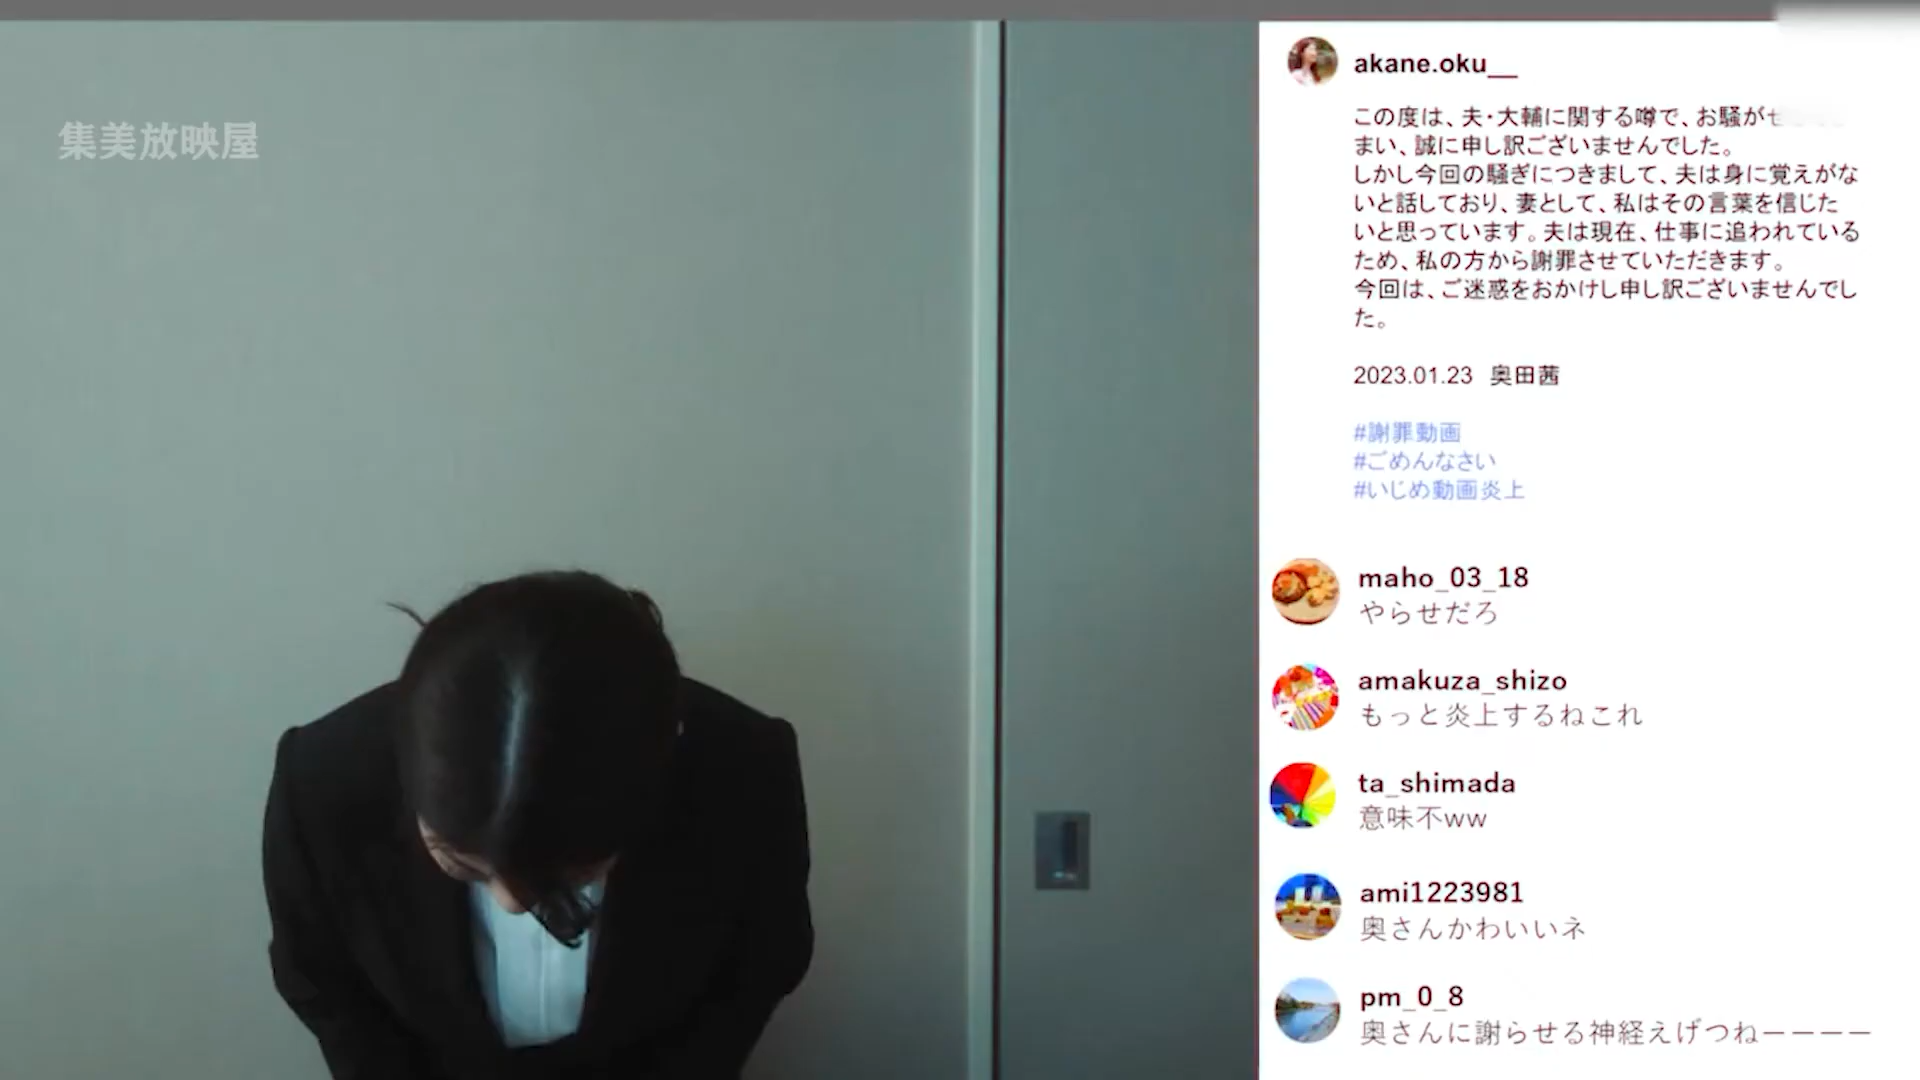 集美放映屋
akane.oku__
この度は、夫・大輔に関する噂で、お騒がせ
まい、誠に申し訳ございませんでした。
しかし今回の騒ぎにつきまして、夫は身に覚えがな
いと話しており、妻として、私はその言葉を信じた
いと思っています。夫は現在、仕事に追われている
ため、私の方から謝罪させていただきます。
今回は、ご迷惑をおかけし申し訳ございませんでし
た。
2023.01.23 奥田茜
#謝罪動画
#ごめんなさい
#いじめ動画炎上
maho_03_18
やらせだろ
amakuza_shizo
もっと炎上するねこれ
ta_shimada
意味不ww
ami1223981
奥さんかわいいネ
pm_0_8
奥さんに謝らせる神経えげつねーーーー